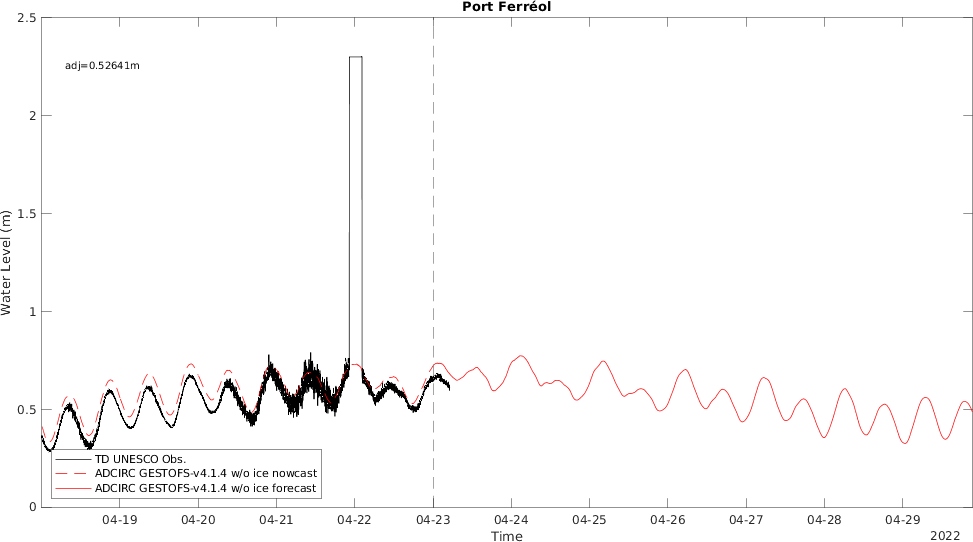 Port Ferréol
2.5
adj=0.52641m
2
1.5
Water Level (m)
1
0.5
TD UNESCO Obs.
ADCIRC GESTOFS-v4.1.4 w/o ice nowcast
ADCIRC GESTOFS-v4.1.4 w/o ice forecast
0
04-19 04-20 04-21 04-22 04-23 04-24 04-25 04-26 04-27 04-28 04-29
Time
2022